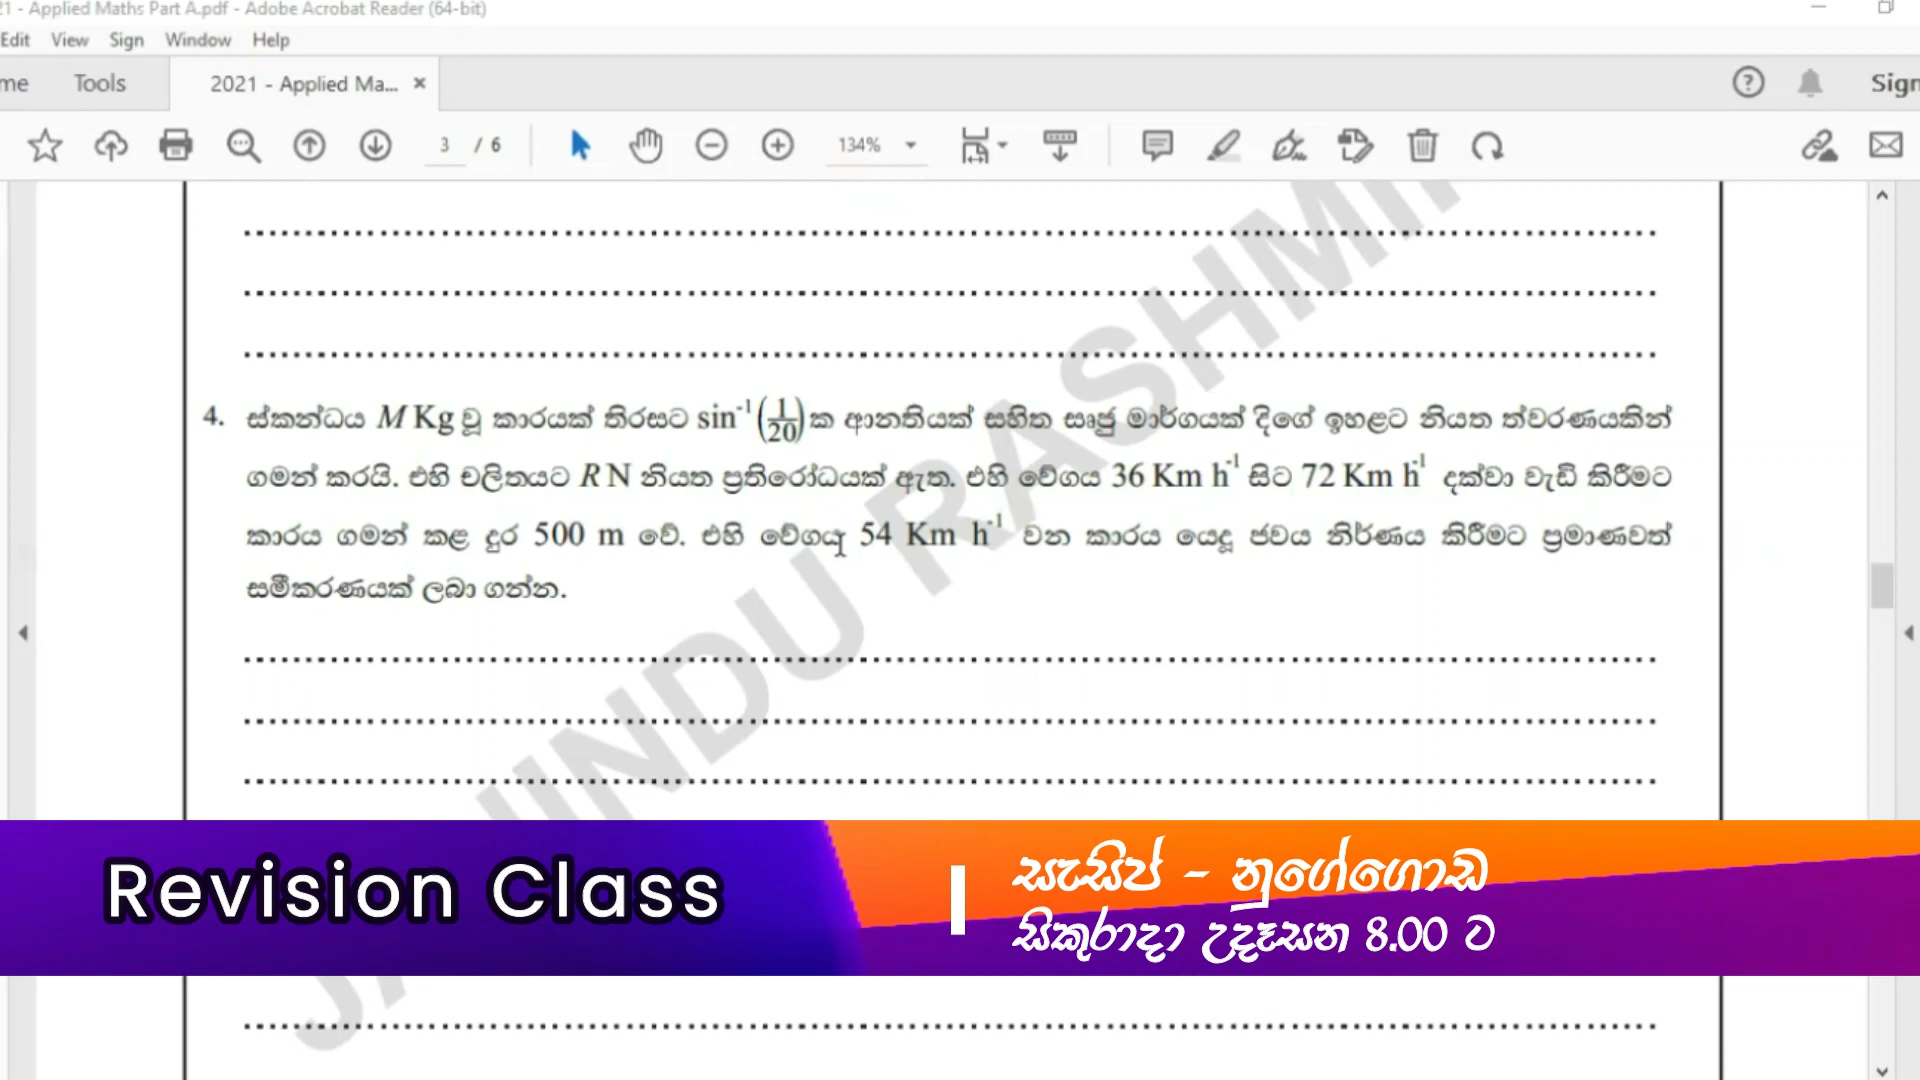 21 - Applied Maths Part A.pdf - Adobe Acrobat Reader (64-bit)
Edit View Sign Window Help
me Tools 2021 - Applied Ma... × Sign
3 / 6 134%
4. ස්කන්ධය M Kg වූ කාරයක් තිරසට sin⁻¹(1/20) ක ආනතියක් සහිත සෘජු මාර්ගයක් දිගේ ඉහළට නියත ත්වරණයකින්
ගමන් කරයි. එහි චලිතයට R N නියත ප්‍රතිරෝධයක් ඇත. එහි වේගය 36 Km h⁻¹ සිට 72 Km h⁻¹ දක්වා වැඩි කිරීමට
කාරය ගමන් කළ දුර 500 m වේ. එහි වේගය 54 Km h⁻¹ වන කාරය යෙදූ ජවය නිර්ණය කිරීමට ප්‍රමාණවත්
සමීකරණයක් ලබා ගන්න.
Revision Class
සැසිප් - නුගේගොඩ
සිකුරාදා උදෑසන 8.00 ට